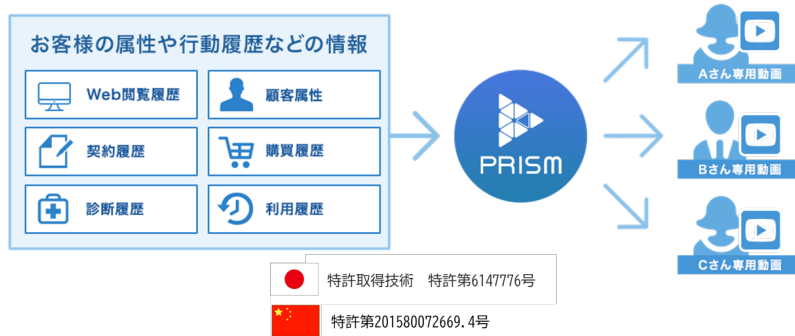 お客様の属性や行動履歴などの情報
Web閲覧履歴
顧客属性
契約履歴
購買履歴
診断履歴
利用履歴
PRISM
Aさん専用動画
Bさん専用動画
Cさん専用動画
特許取得技術　特許第6147776号
特許第201580072669.4号